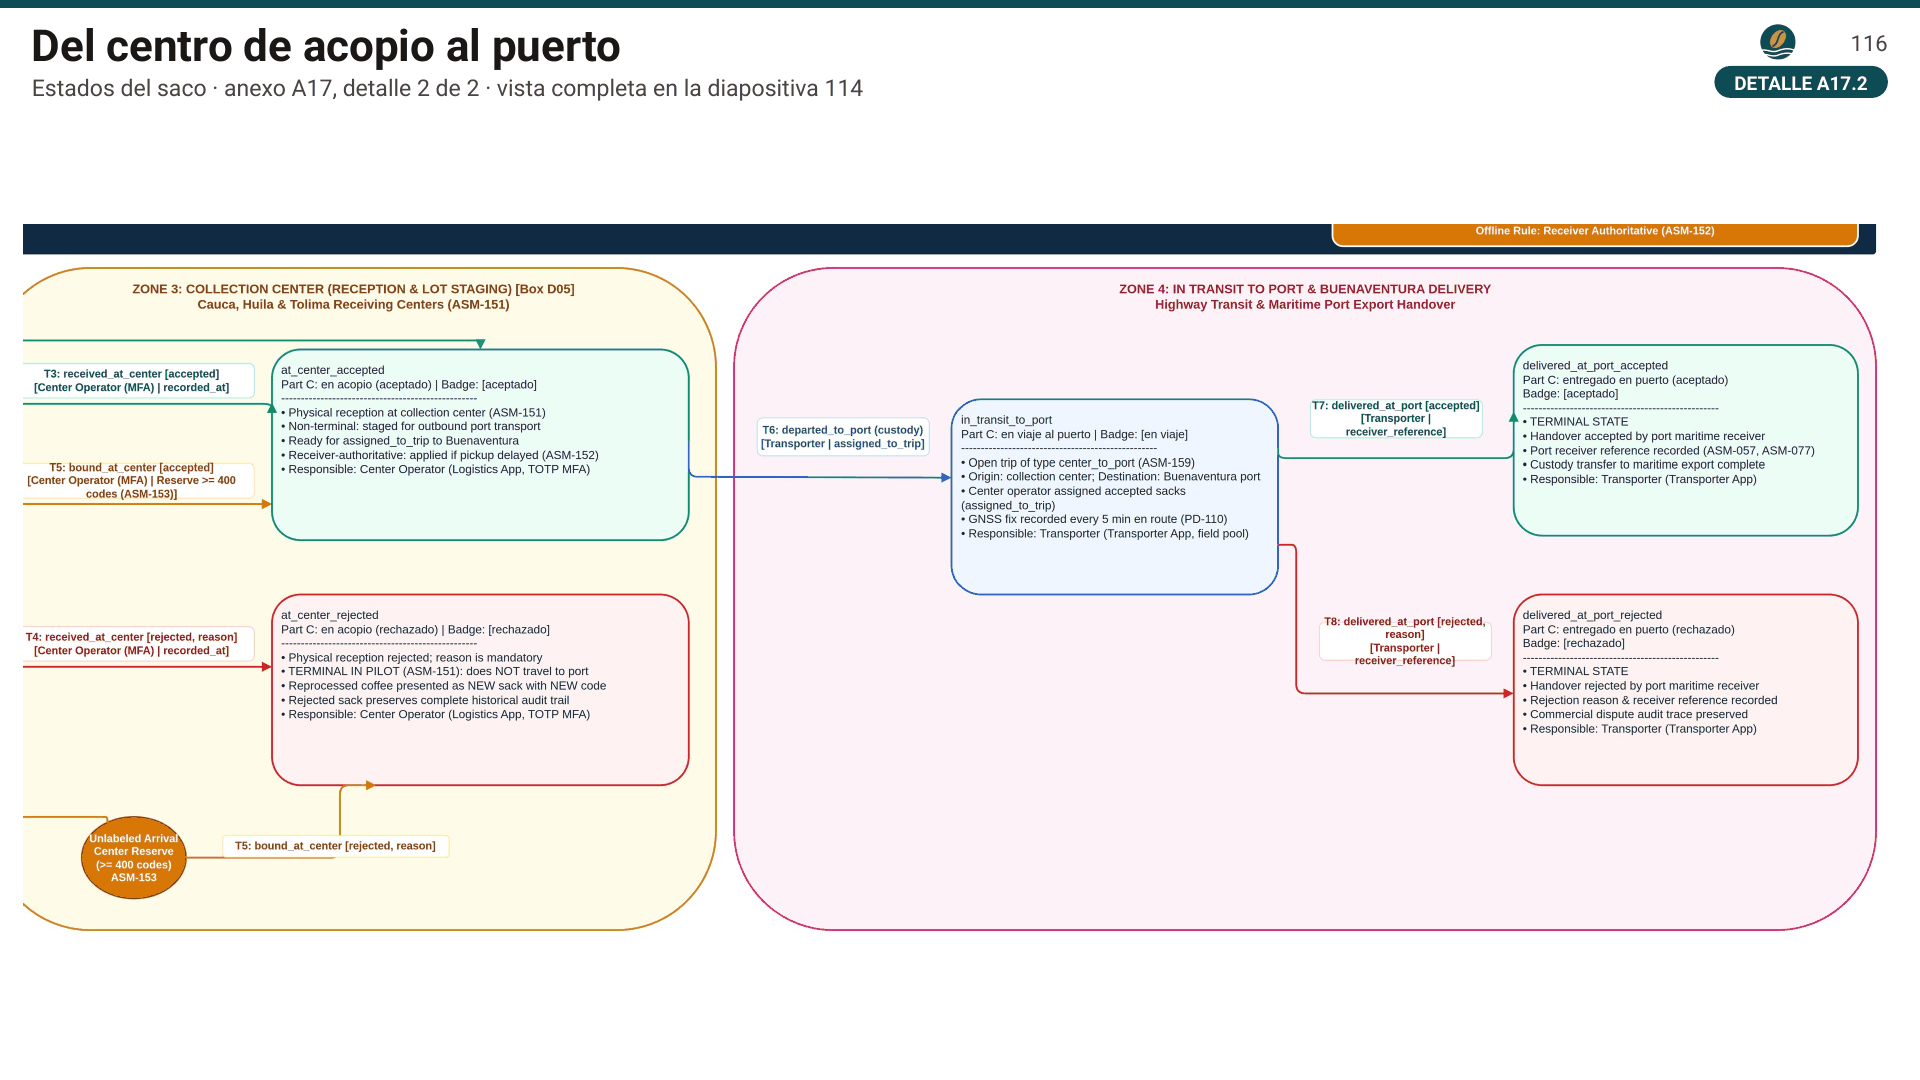 Del centro de acopio al puerto
Estados del saco · anexo A17, detalle 2 de 2 · vista completa en la diapositiva 114
116
DETALLE A17.2
Offline Rule: Receiver Authoritative (ASM-152)
ZONE 3: COLLECTION CENTER (RECEPTION & LOT STAGING) [Box D05]
Cauca, Huila & Tolima Receiving Centers (ASM-151)
T3: received_at_center [accepted]
[Center Operator (MFA) | recorded_at]
at_center_accepted
Part C: en acopio (aceptado) | Badge: [aceptado]
--------------------------------------------------
• Physical reception at collection center (ASM-151)
• Non-terminal: staged for outbound port transport
• Ready for assigned_to_trip to Buenaventura
• Receiver-authoritative: applied if pickup delayed (ASM-152)
• Responsible: Center Operator (Logistics App, TOTP MFA)
T5: bound_at_center [accepted]
[Center Operator (MFA) | Reserve >= 400
codes (ASM-153)]
T4: received_at_center [rejected, reason]
[Center Operator (MFA) | recorded_at]
at_center_rejected
Part C: en acopio (rechazado) | Badge: [rechazado]
--------------------------------------------------
• Physical reception rejected; reason is mandatory
• TERMINAL IN PILOT (ASM-151): does NOT travel to port
• Reprocessed coffee presented as NEW sack with NEW code
• Rejected sack preserves complete historical audit trail
• Responsible: Center Operator (Logistics App, TOTP MFA)
Unlabeled Arrival
Center Reserve
(>= 400 codes)
ASM-153
T5: bound_at_center [rejected, reason]
ZONE 4: IN TRANSIT TO PORT & BUENAVENTURA DELIVERY
Highway Transit & Maritime Port Export Handover
T6: departed_to_port (custody)
[Transporter | assigned_to_trip]
in_transit_to_port
Part C: en viaje al puerto | Badge: [en viaje]
--------------------------------------------------
• Open trip of type center_to_port (ASM-159)
• Origin: collection center; Destination: Buenaventura port
• Center operator assigned accepted sacks
(assigned_to_trip)
• GNSS fix recorded every 5 min en route (PD-110)
• Responsible: Transporter (Transporter App, field pool)
T7: delivered_at_port [accepted]
[Transporter |
receiver_reference]
delivered_at_port_accepted
Part C: entregado en puerto (aceptado)
Badge: [aceptado]
--------------------------------------------------
• TERMINAL STATE
• Handover accepted by port maritime receiver
• Port receiver reference recorded (ASM-057, ASM-077)
• Custody transfer to maritime export complete
• Responsible: Transporter (Transporter App)
T8: delivered_at_port [rejected,
reason]
[Transporter |
receiver_reference]
delivered_at_port_rejected
Part C: entregado en puerto (rechazado)
Badge: [rechazado]
--------------------------------------------------
• TERMINAL STATE
• Handover rejected by port maritime receiver
• Rejection reason & receiver reference recorded
• Commercial dispute audit trace preserved
• Responsible: Transporter (Transporter App)